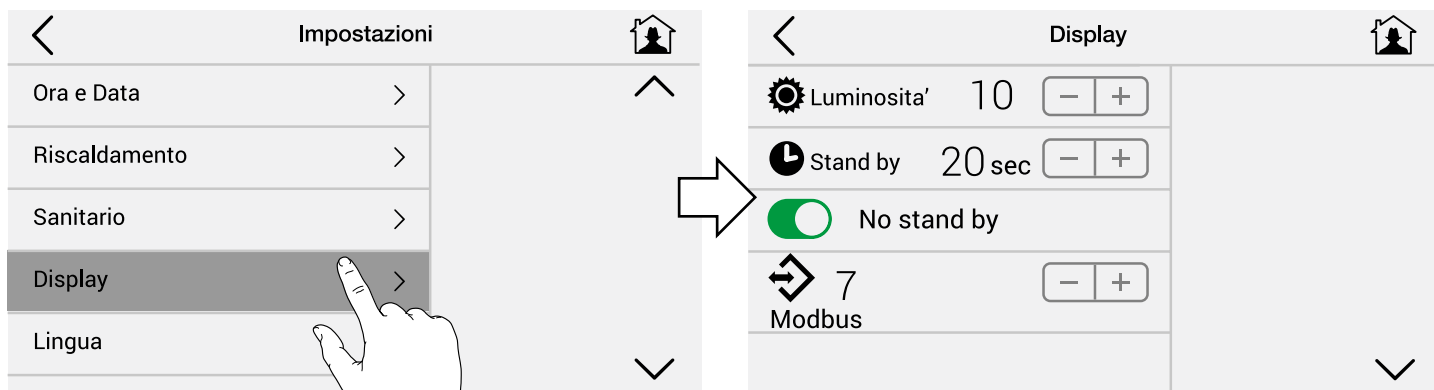 Impostazioni
Ora e Data
Riscaldamento
Sanitario
Display
Lingua
Display
Luminosita’ 10 − +
Stand by 20 sec − +
No stand by
7 − +
Modbus